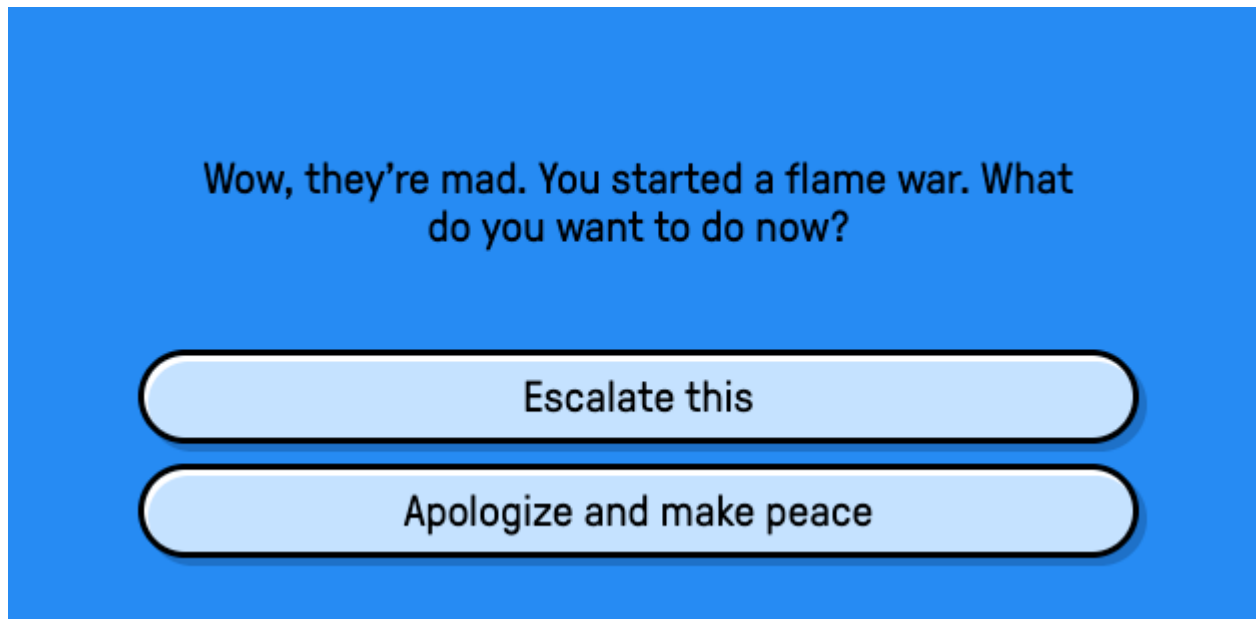 Wow, they’re mad. You started a flame war. What
do you want to do now?
Escalate this
Apologize and make peace